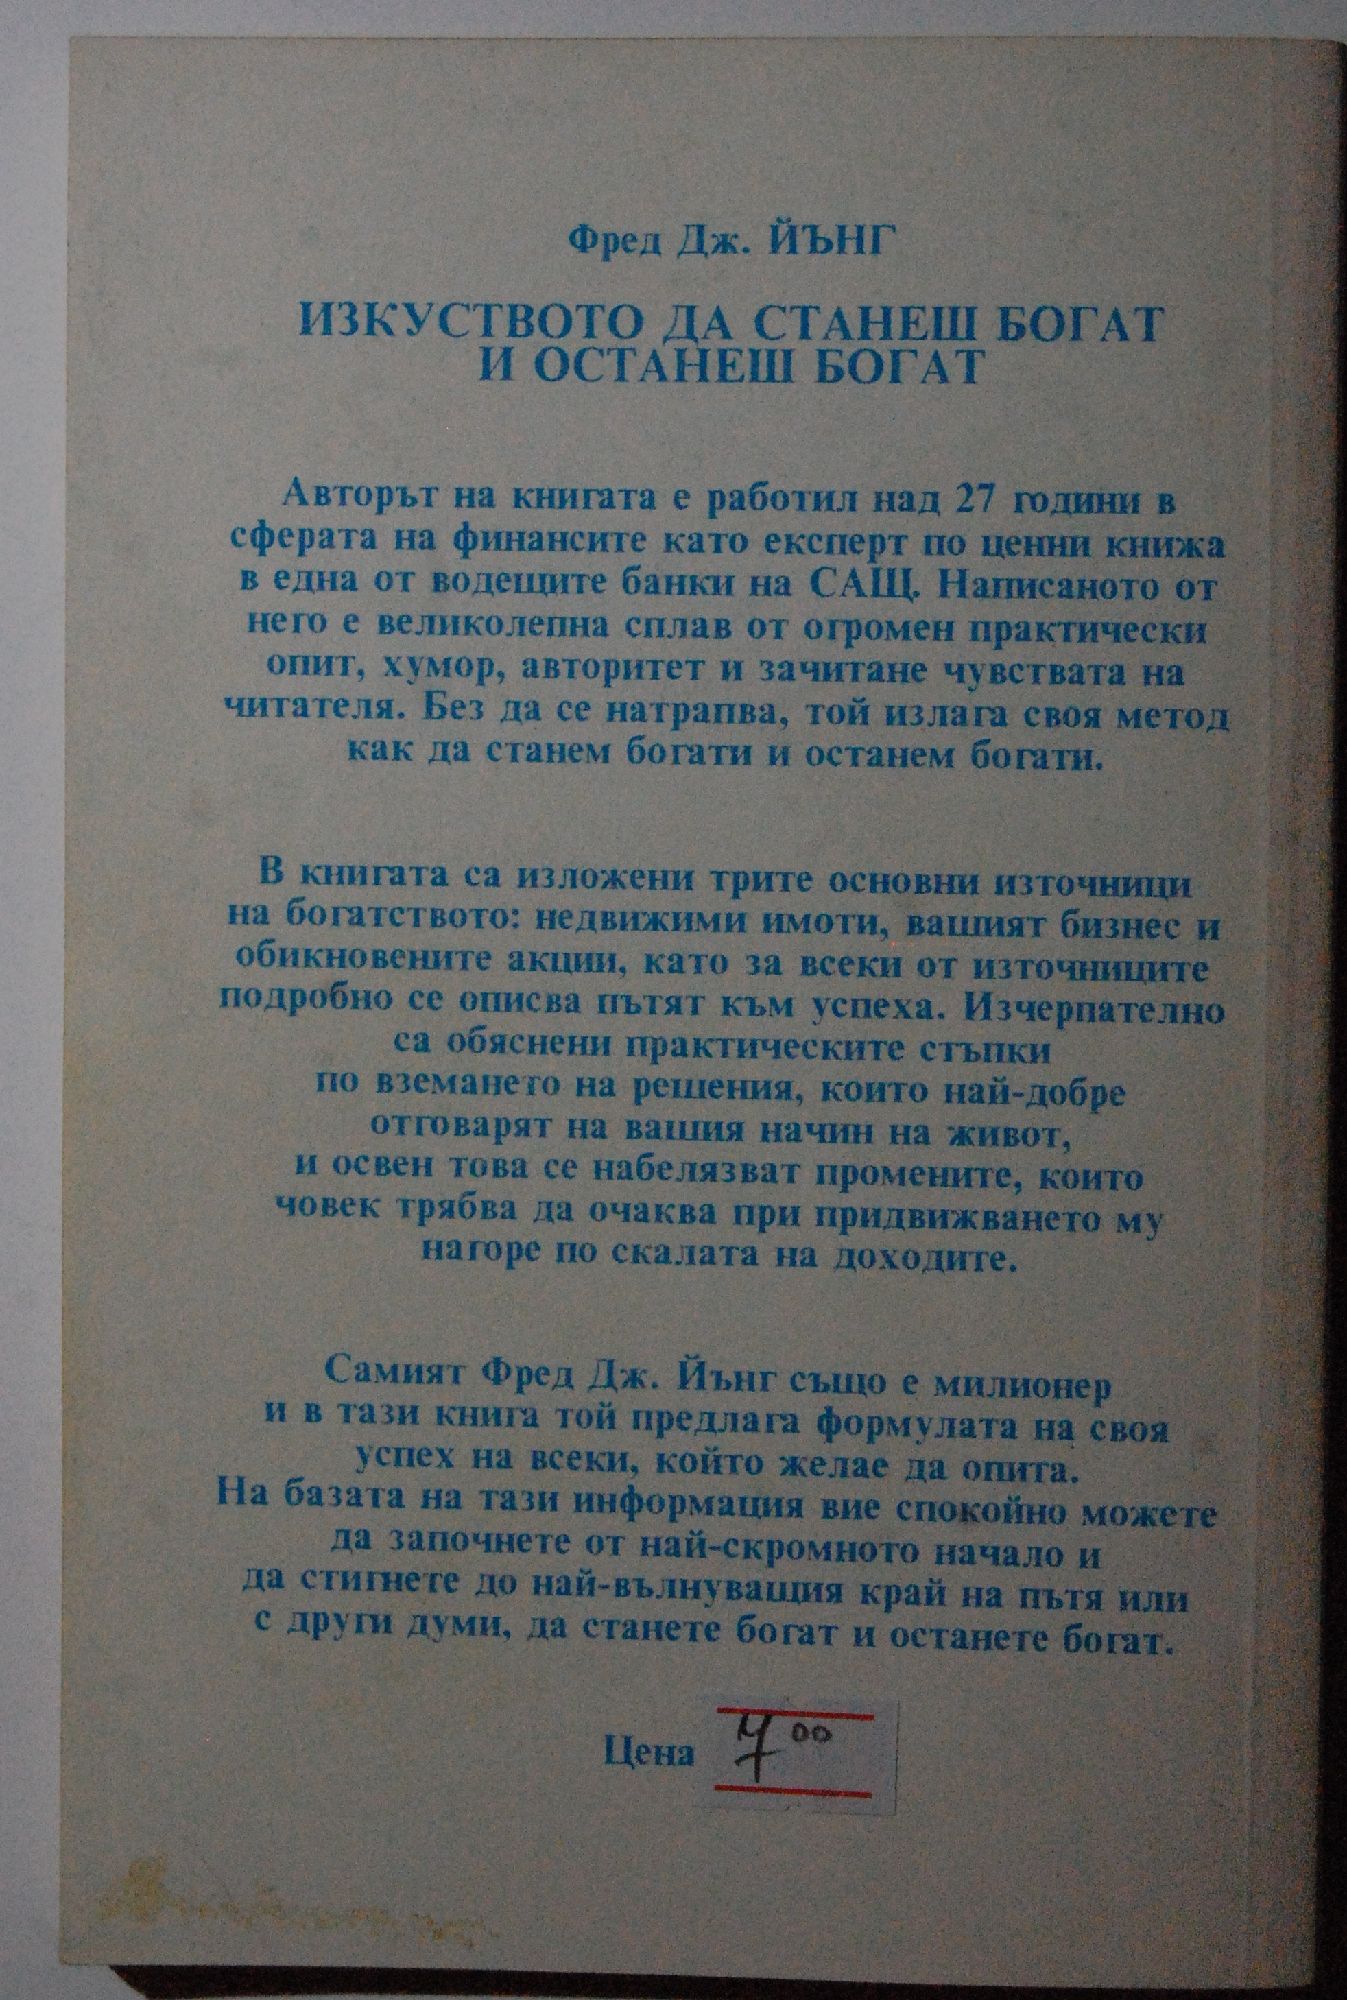 Фред Дж. ЙЪНГ
ИЗКУСТВОТО ДА СТАНЕШ БОГАТ
И ОСТАНЕШ БОГАТ
Авторът на книгата е работил над 27 години в
сферата на финансите като експерт по ценни книжа
в една от водещите банки на САЩ. Написаното от
него е великолепна сплав от огромен практически
опит, хумор, авторитет и зачитане чувствата на
читателя. Без да се натрапва, той излага своя метод
как да станем богати и останем богати.
В книгата са изложени трите основни източници
на богатството: недвижими имоти, вашият бизнес и
обикновените акции, като за всеки от източниците
подробно се описва пътят към успеха. Изчерпателно
са обяснени практическите стъпки
по вземането на решения, които най-добре
отговарят на вашия начин на живот,
и освен това се набелязват промените, които
човек трябва да очаква при придвижването му
нагоре по скалата на доходите.
Самият Фред Дж. Йънг също е милионер
и в тази книга той предлага формулата на своя
успех на всеки, който желае да опита.
На базата на тази информация вие спокойно можете
да започнете от най-скромното начало и
да стигнете до най-вълнуващия край на пътя или
с други думи, да станете богат и останете богат.
Цена 7 00